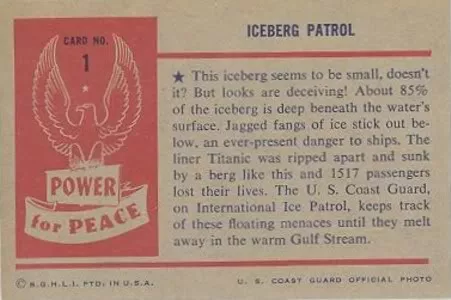 CARD NO.
1
POWER
for PEACE
ICEBERG PATROL
★ This iceberg seems to be small, doesn't
it? But looks are deceiving! About 85%
of the iceberg is deep beneath the water's
surface. Jagged fangs of ice stick out be-
low, an ever-present danger to ships. The
liner Titanic was ripped apart and sunk
by a berg like this and 1517 passengers
lost their lives. The U. S. Coast Guard,
on International Ice Patrol, keeps track
of these floating menaces until they melt
away in the warm Gulf Stream.
© B.G.H.L.I. PTD. IN U.S.A.
U. S. COAST GUARD OFFICIAL PHOTO